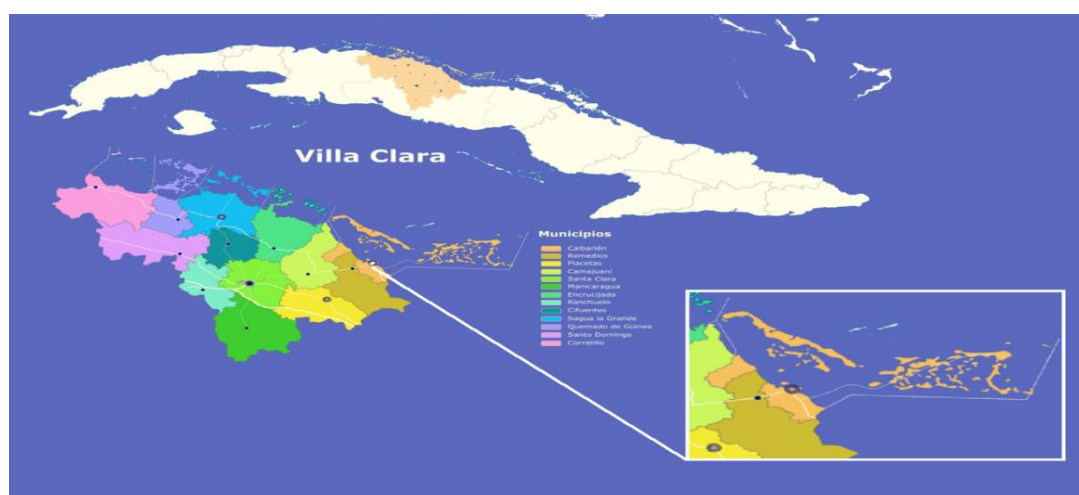 Villa Clara
Municipios
Caibarién
Remedios
Placetas
Camajuaní
Santa Clara
Manicaragua
Encrucijada
Ranchuelo
Cifuentes
Sagua la Grande
Quemado de Güines
Santo Domingo
Corralillo